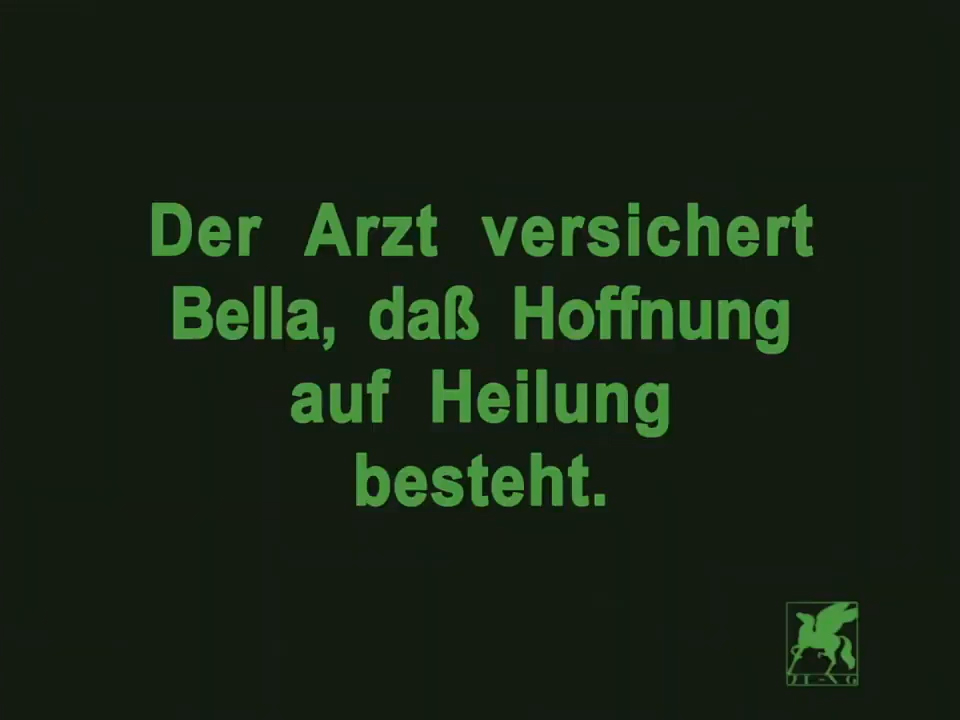 Der Arzt versichert
Bella, daß Hoffnung
auf Heilung
besteht.